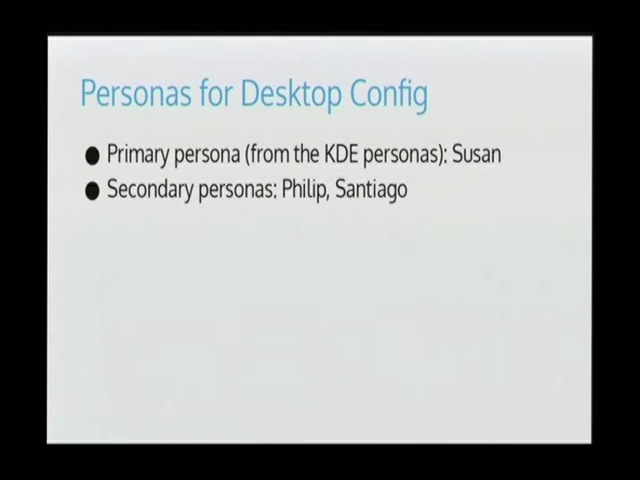 Personas for Desktop Config
● Primary persona (from the KDE personas): Susan
● Secondary personas: Philip, Santiago